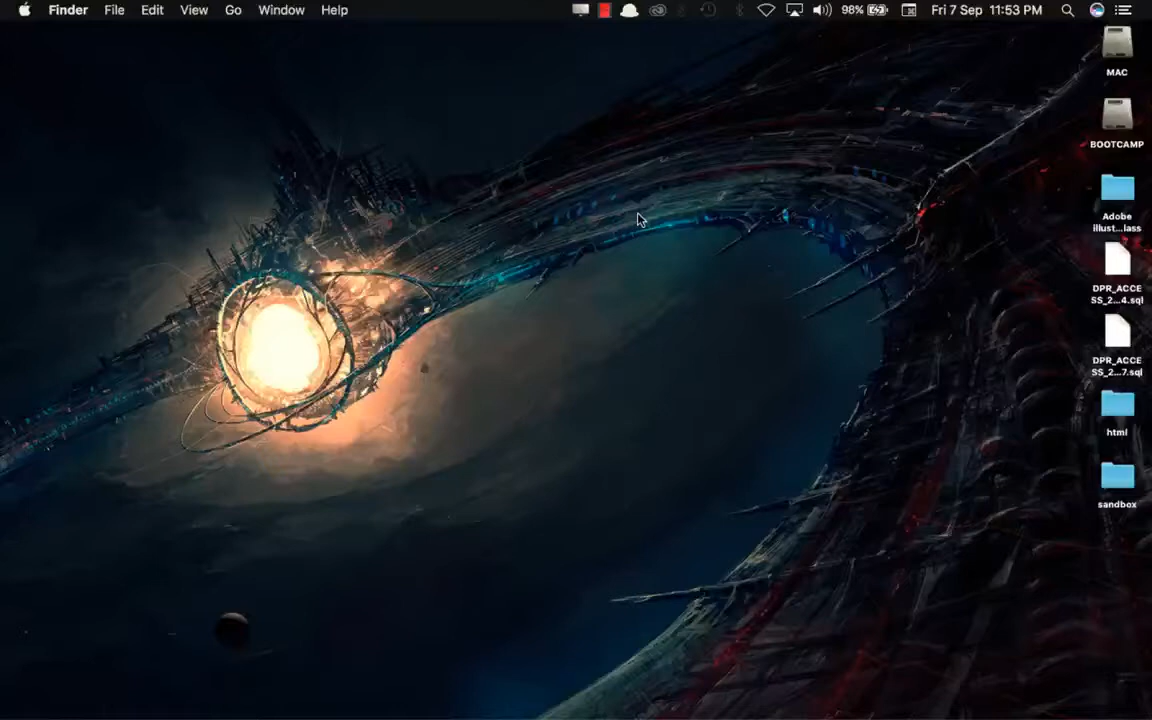 Finder File Edit View Go Window Help 98% Fri 7 Sep 11:53 PM
MAC
BOOTCAMP
Adobe
illust...lass
DPR_ACCE
SS_2...4.sql
DPR_ACCE
SS_2...7.sql
html
sandbox